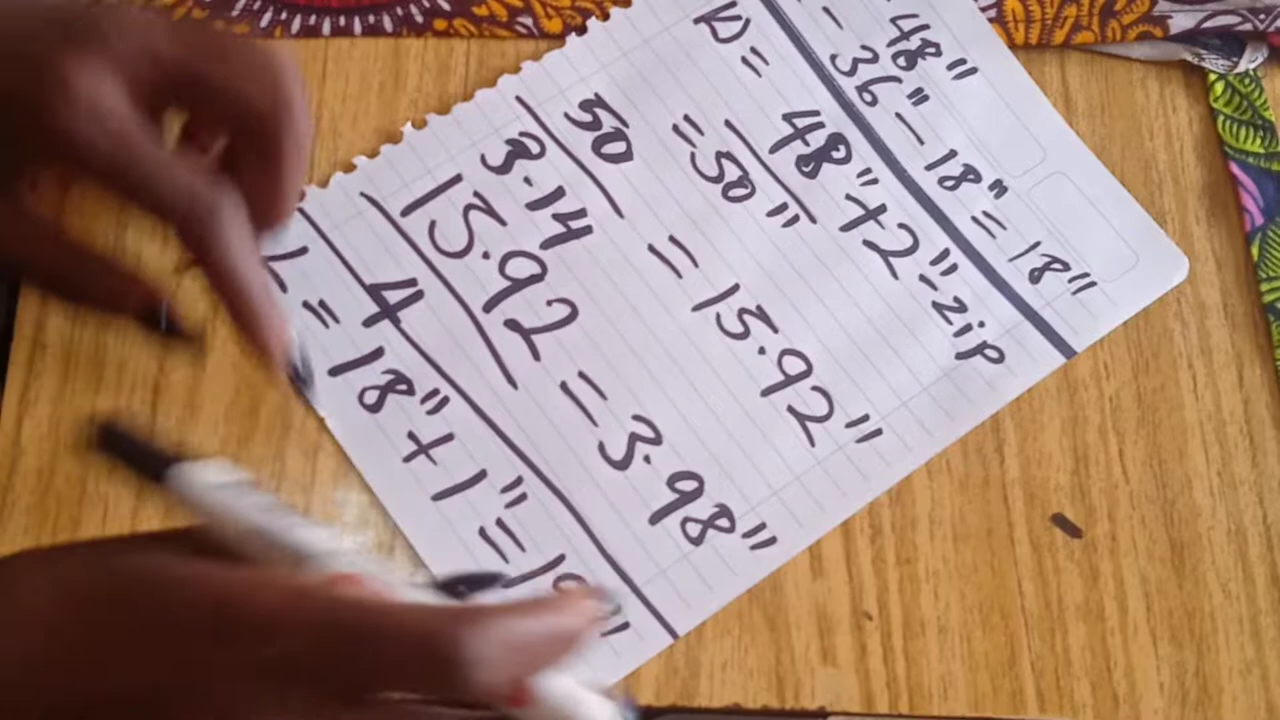 - 48"
- 36" - 18" = 18"
K) =
48" + 2" - zip
= 50"
50
3.14 = 15.92"
15.92
4 = 3.98"
L = 18" + 1" = 19"